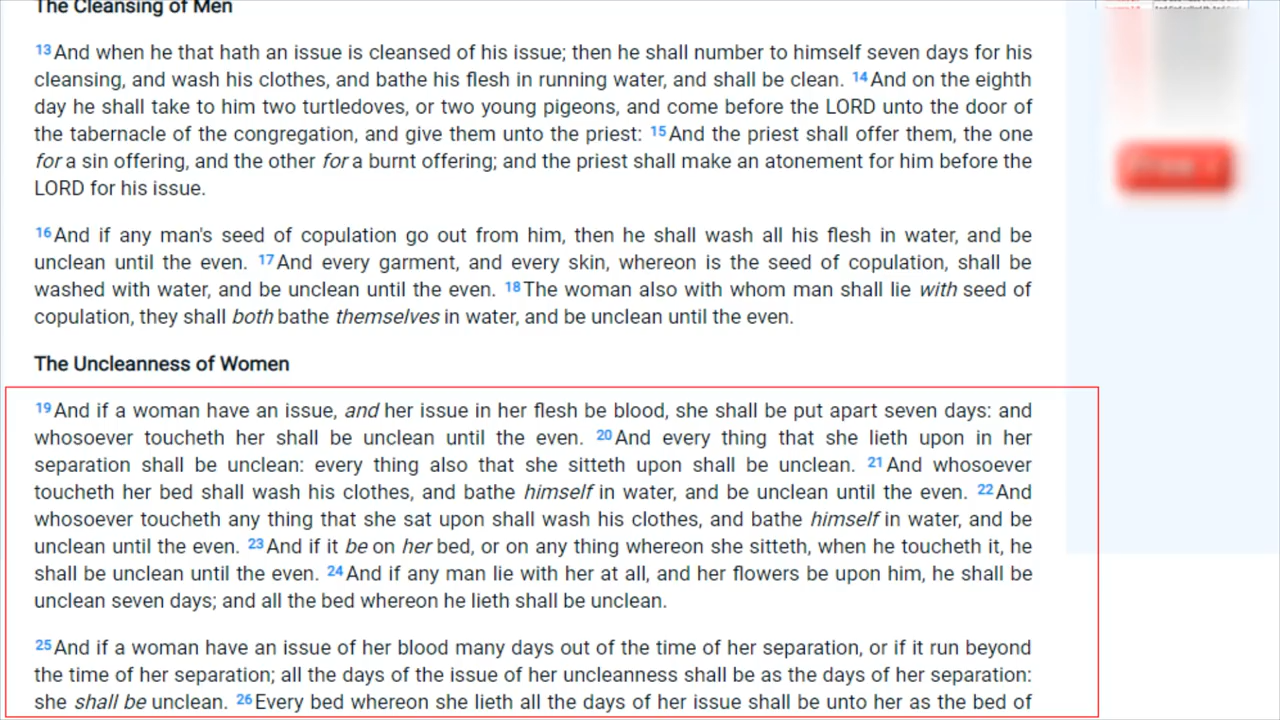 The Cleansing of Men
13 And when he that hath an issue is cleansed of his issue; then he shall number to himself seven days for his
cleansing, and wash his clothes, and bathe his flesh in running water, and shall be clean. 14 And on the eighth
day he shall take to him two turtledoves, or two young pigeons, and come before the LORD unto the door of
the tabernacle of the congregation, and give them unto the priest: 15 And the priest shall offer them, the one
for a sin offering, and the other for a burnt offering; and the priest shall make an atonement for him before the
LORD for his issue.
16 And if any man's seed of copulation go out from him, then he shall wash all his flesh in water, and be
unclean until the even. 17 And every garment, and every skin, whereon is the seed of copulation, shall be
washed with water, and be unclean until the even. 18 The woman also with whom man shall lie with seed of
copulation, they shall both bathe themselves in water, and be unclean until the even.
The Uncleanness of Women
19 And if a woman have an issue, and her issue in her flesh be blood, she shall be put apart seven days: and
whosoever toucheth her shall be unclean until the even. 20 And every thing that she lieth upon in her
separation shall be unclean: every thing also that she sitteth upon shall be unclean. 21 And whosoever
toucheth her bed shall wash his clothes, and bathe himself in water, and be unclean until the even. 22 And
whosoever toucheth any thing that she sat upon shall wash his clothes, and bathe himself in water, and be
unclean until the even. 23 And if it be on her bed, or on any thing whereon she sitteth, when he toucheth it, he
shall be unclean until the even. 24 And if any man lie with her at all, and her flowers be upon him, he shall be
unclean seven days; and all the bed whereon he lieth shall be unclean.
25 And if a woman have an issue of her blood many days out of the time of her separation, or if it run beyond
the time of her separation; all the days of the issue of her uncleanness shall be as the days of her separation:
she shall be unclean. 26 Every bed whereon she lieth all the days of her issue shall be unto her as the bed of